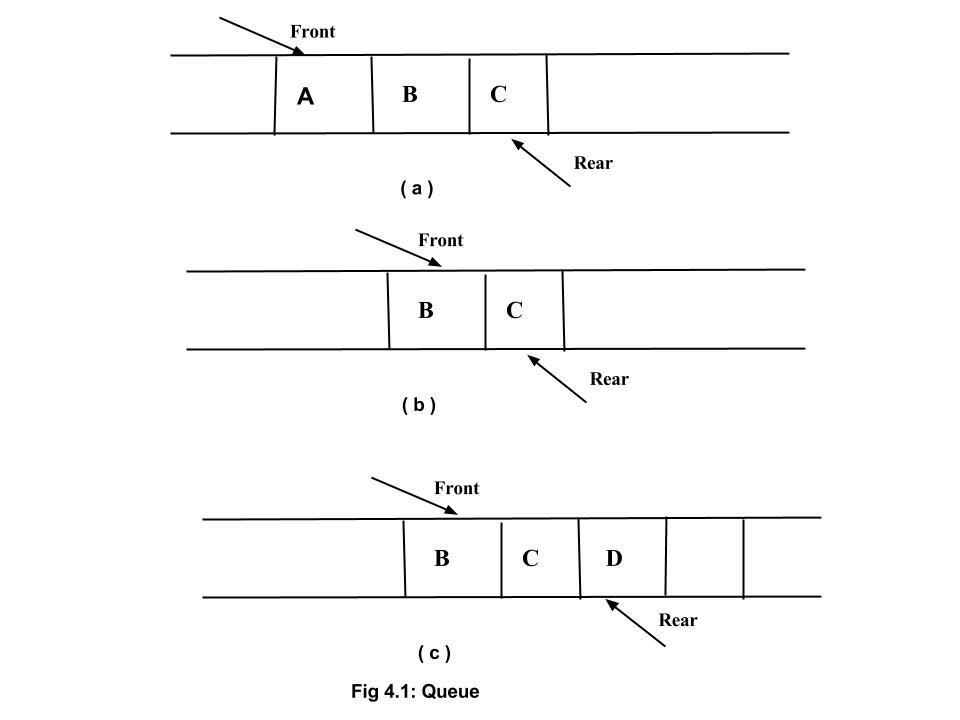 Front
A B C
Rear
( a )
Front
B C
Rear
( b )
Front
B C D
Rear
( c )
Fig 4.1: Queue